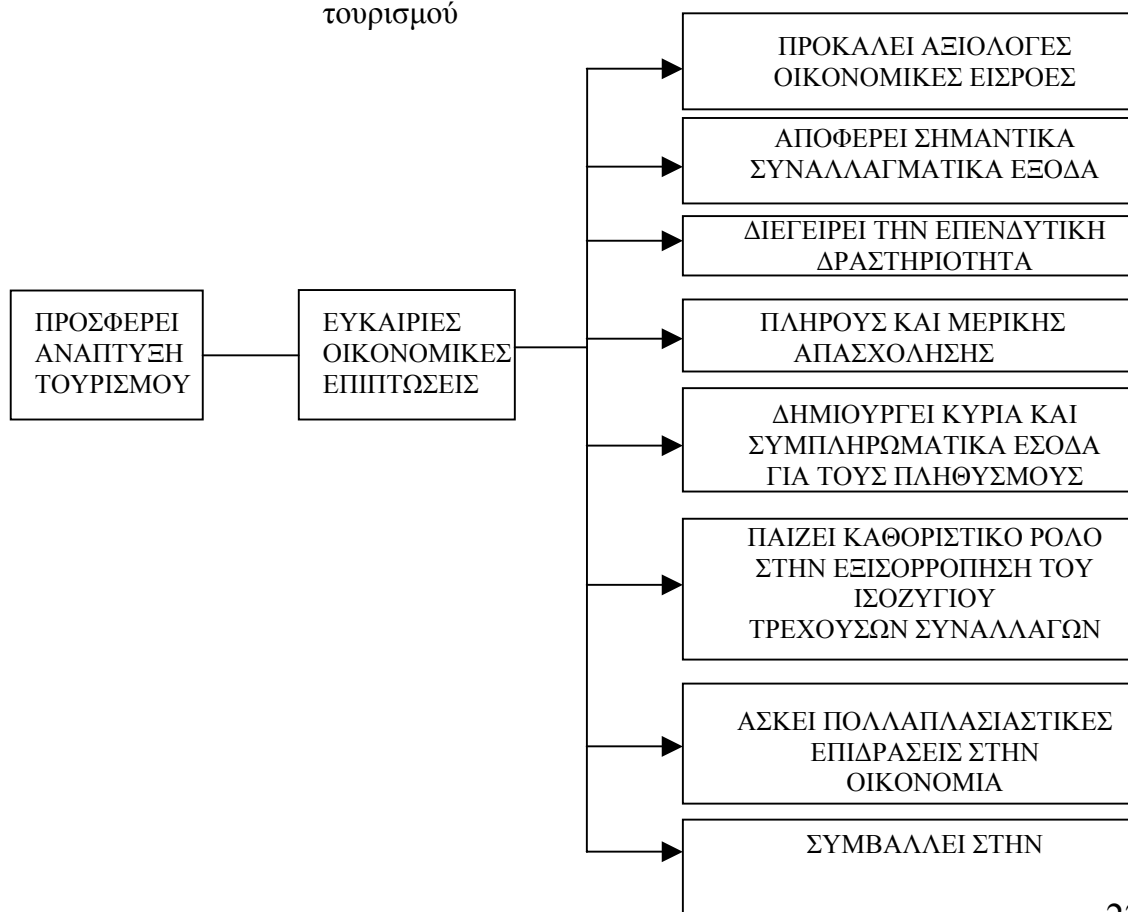 τουρισμού
ΠΡΟΣΦΕΡΕΙ
ΑΝΑΠΤΥΞΗ
ΤΟΥΡΙΣΜΟΥ
ΕΥΚΑΙΡΙΕΣ
ΟΙΚΟΝΟΜΙΚΕΣ
ΕΠΙΠΤΩΣΕΙΣ
ΠΡΟΚΑΛΕΙ ΑΞΙΟΛΟΓΕΣ
ΟΙΚΟΝΟΜΙΚΕΣ ΕΙΣΡΟΕΣ
ΑΠΟΦΕΡΕΙ ΣΗΜΑΝΤΙΚΑ
ΣΥΝΑΛΛΑΓΜΑΤΙΚΑ ΕΞΟΔΑ
ΔΙΕΓΕΙΡΕΙ ΤΗΝ ΕΠΕΝΔΥΤΙΚΗ
ΔΡΑΣΤΗΡΙΟΤΗΤΑ
ΠΛΗΡΟΥΣ ΚΑΙ ΜΕΡΙΚΗΣ
ΑΠΑΣΧΟΛΗΣΗΣ
ΔΗΜΙΟΥΡΓΕΙ ΚΥΡΙΑ ΚΑΙ
ΣΥΜΠΛΗΡΩΜΑΤΙΚΑ ΕΣΟΔΑ
ΓΙΑ ΤΟΥΣ ΠΛΗΘΥΣΜΟΥΣ
ΠΑΙΖΕΙ ΚΑΘΟΡΙΣΤΙΚΟ ΡΟΛΟ
ΣΤΗΝ ΕΞΙΣΟΡΡΟΠΗΣΗ ΤΟΥ
ΙΣΟΖΥΓΙΟΥ
ΤΡΕΧΟΥΣΩΝ ΣΥΝΑΛΛΑΓΩΝ
ΑΣΚΕΙ ΠΟΛΛΑΠΛΑΣΙΑΣΤΙΚΕΣ
ΕΠΙΔΡΑΣΕΙΣ ΣΤΗΝ
ΟΙΚΟΝΟΜΙΑ
ΣΥΜΒΑΛΛΕΙ ΣΤΗΝ